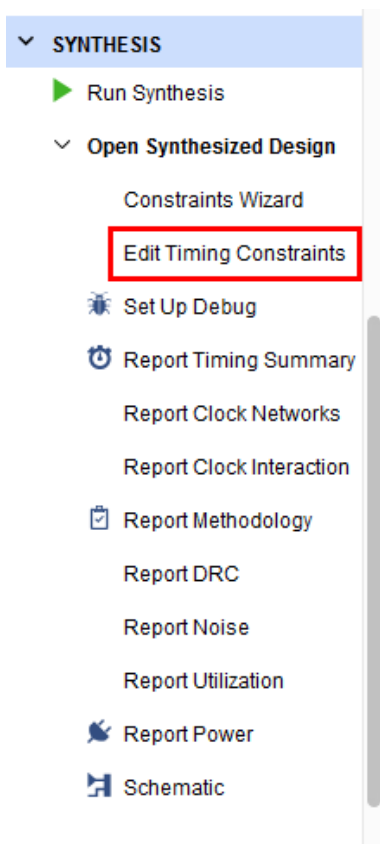 SYNTHESIS
Run Synthesis
Open Synthesized Design
Constraints Wizard
Edit Timing Constraints
Set Up Debug
Report Timing Summary
Report Clock Networks
Report Clock Interaction
Report Methodology
Report DRC
Report Noise
Report Utilization
Report Power
Schematic